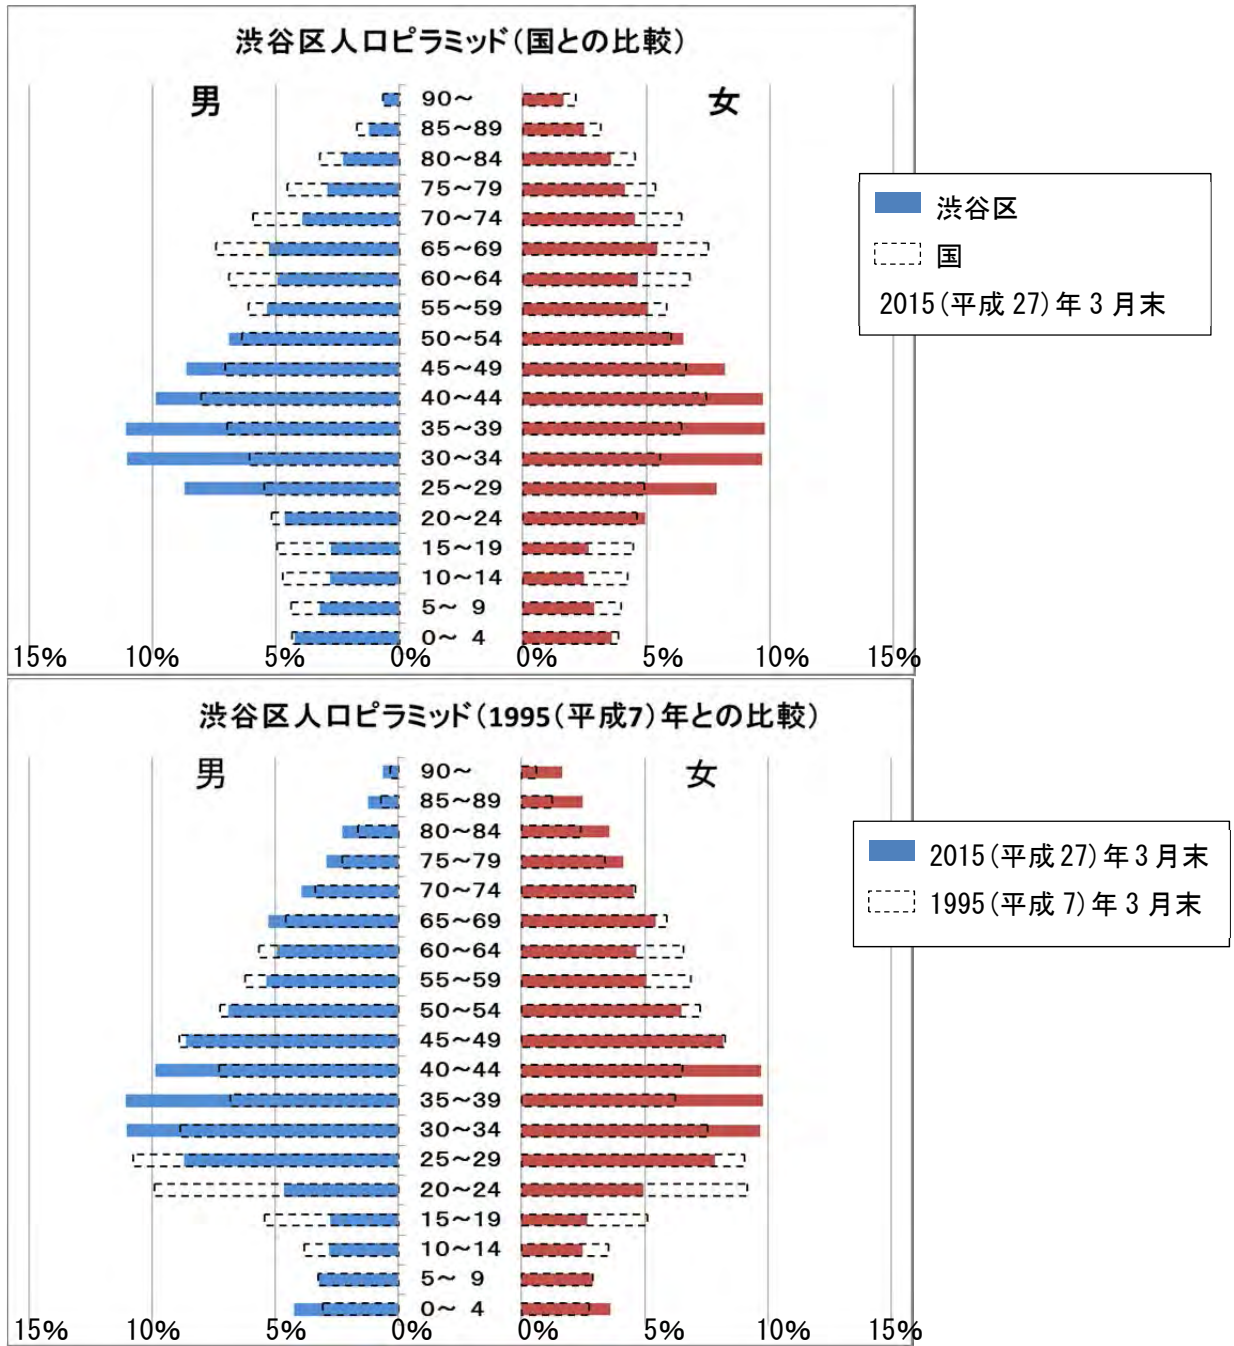 渋谷区人口ピラミッド(国との比較)
男
女
90～
85～89
80～84
75～79
70～74
65～69
60～64
55～59
50～54
45～49
40～44
35～39
30～34
25～29
20～24
15～19
10～14
5～ 9
0～ 4
15% 10% 5% 0% 0% 5% 10% 15%
渋谷区
国
2015(平成 27)年 3 月末
渋谷区人口ピラミッド(1995(平成7)年との比較)
男
女
90～
85～89
80～84
75～79
70～74
65～69
60～64
55～59
50～54
45～49
40～44
35～39
30～34
25～29
20～24
15～19
10～14
5～ 9
0～ 4
15% 10% 5% 0% 0% 5% 10% 15%
2015(平成 27)年 3 月末
1995(平成 7)年 3 月末